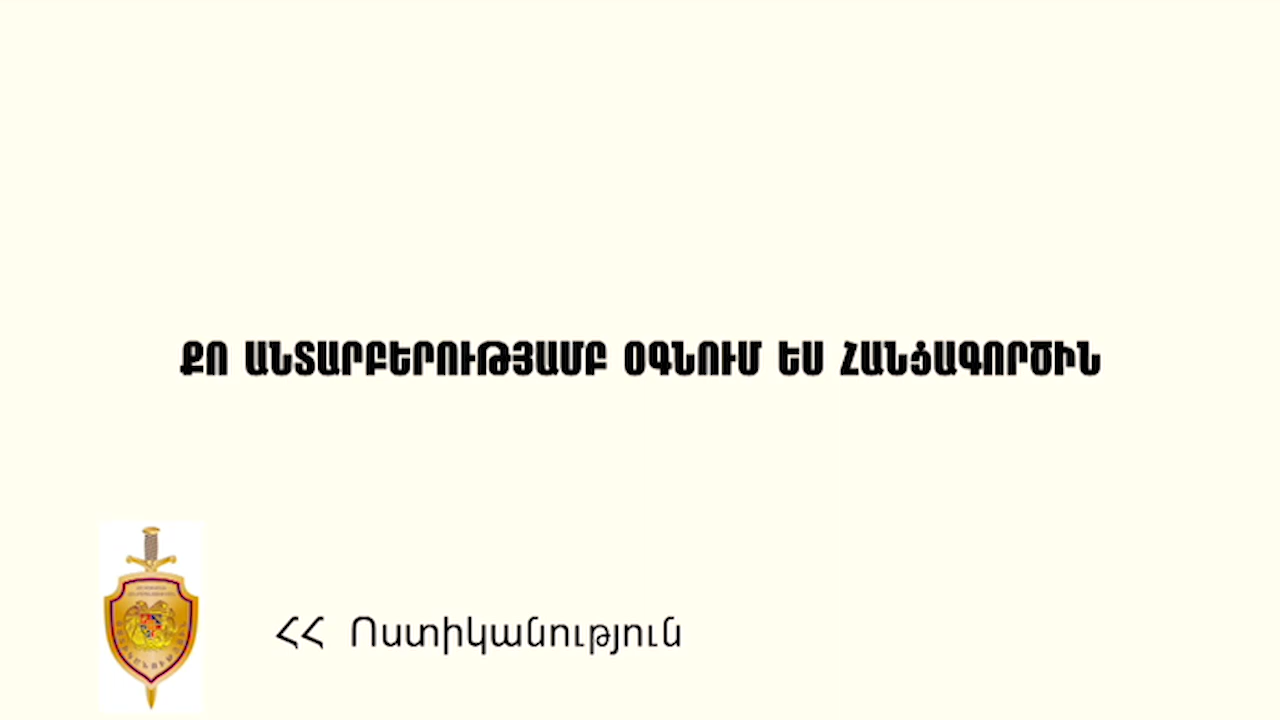 ՔՈ ԱՆՏԱՐԲԵՐՈՒԹՅԱՄԲ ՕԳՆՈՒՄ ԵՍ ՀԱՆՑԱԳՈՐԾԻՆ
ՀՀ Ոստիկանություն